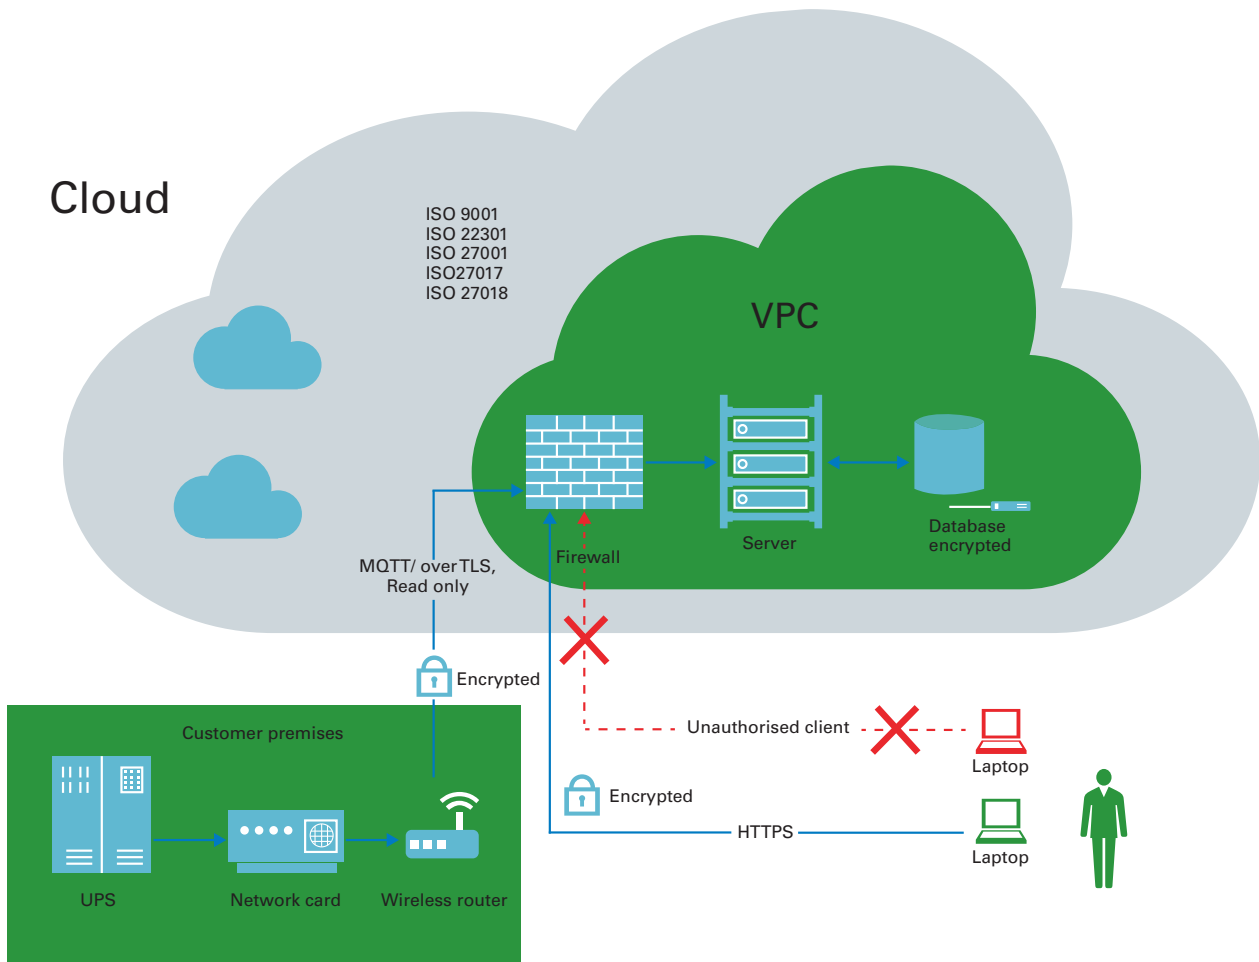 Cloud
ISO 9001
ISO 22301
ISO 27001
ISO27017
ISO 27018
VPC
Firewall
Server
Database
encrypted
MQTT/ over TLS,
Read only
Encrypted
Customer premises
Unauthorised client
Laptop
Encrypted
HTTPS
Laptop
UPS
Network card
Wireless router